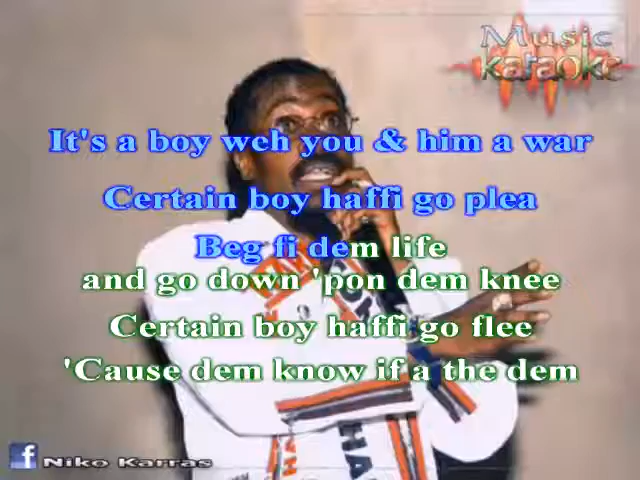 Music
karaoke
It's a boy weh you & him a war
Certain boy haffi go plea
Beg fi dem life
and go down 'pon dem knee
Certain boy haffi go flee
'Cause dem know if a the dem
Niko Karras